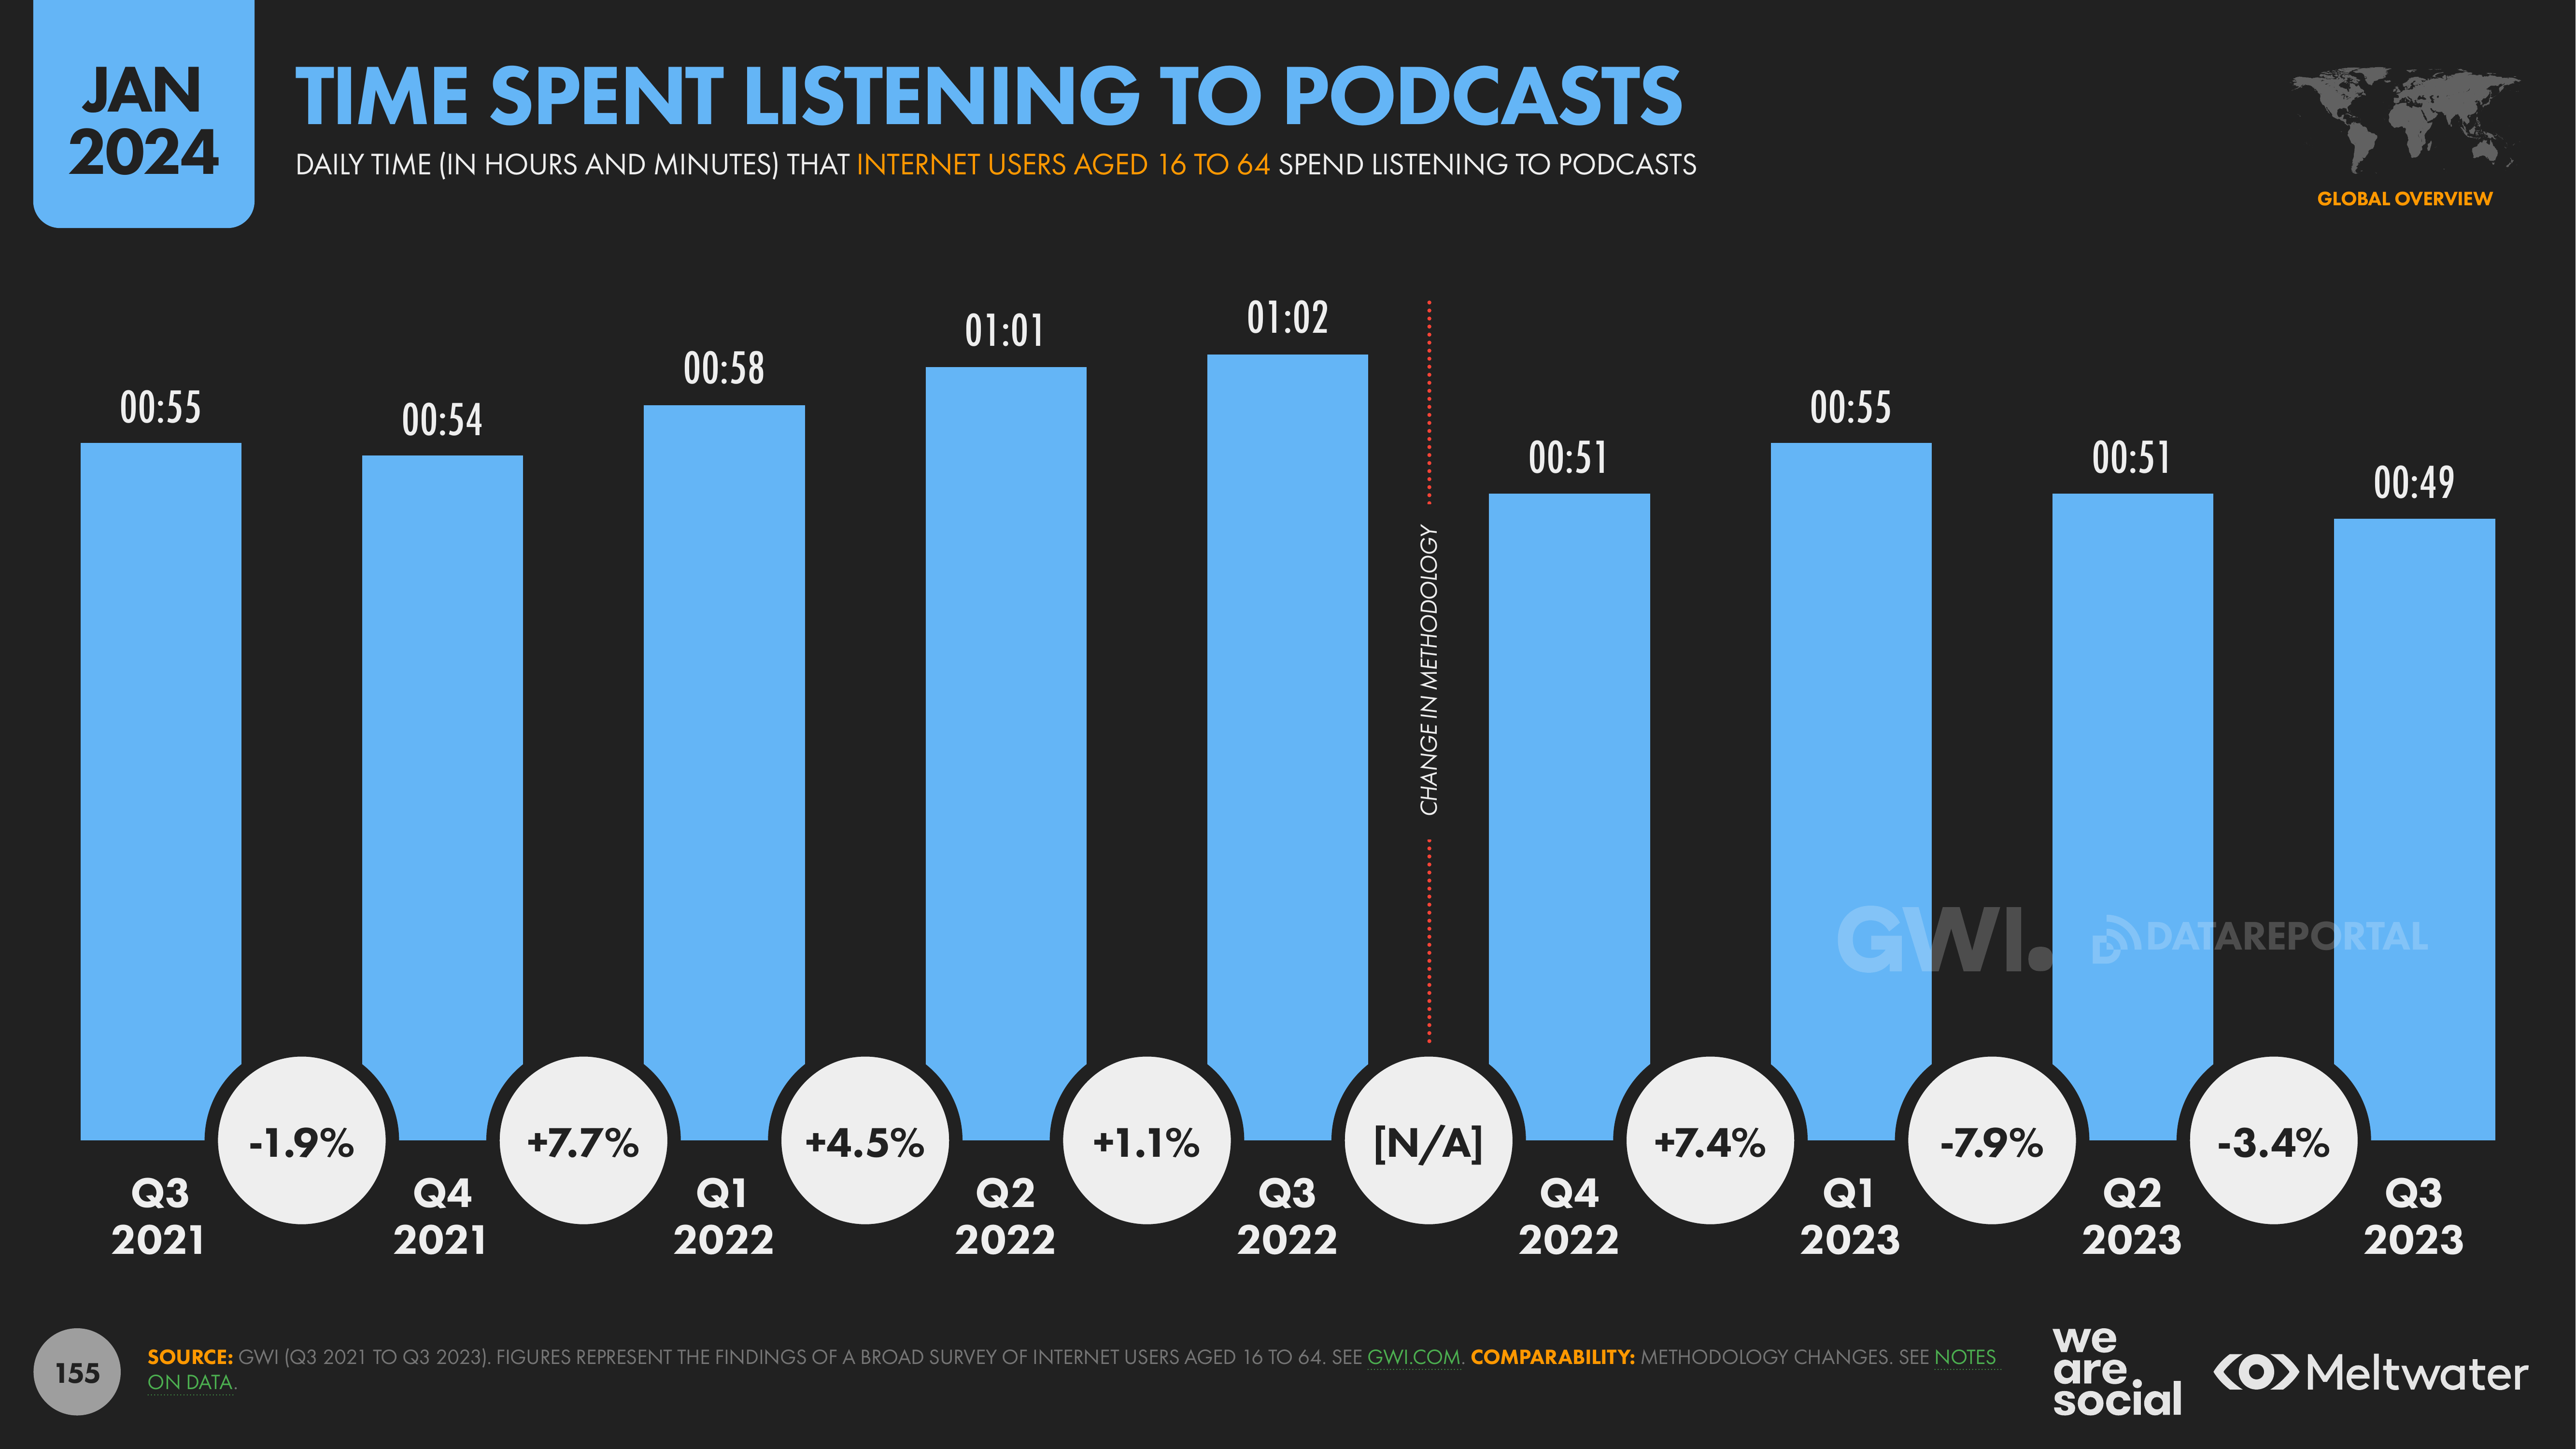 JAN
2024
TIME SPENT LISTENING TO PODCASTS
DAILY TIME (IN HOURS AND MINUTES) THAT INTERNET USERS AGED 16 TO 64 SPEND LISTENING TO PODCASTS
GLOBAL OVERVIEW
00:55
00:54
00:58
01:01
01:02
00:51
00:55
00:51
00:49
CHANGE IN METHODOLOGY
GWI.
DATAREPORTAL
-1.9%
+7.7%
+4.5%
+1.1%
[N/A]
+7.4%
-7.9%
-3.4%
Q3
2021
Q4
2021
Q1
2022
Q2
2022
Q3
2022
Q4
2022
Q1
2023
Q2
2023
Q3
2023
155
SOURCE: GWI (Q3 2021 TO Q3 2023). FIGURES REPRESENT THE FINDINGS OF A BROAD SURVEY OF INTERNET USERS AGED 16 TO 64. SEE GWI.COM. COMPARABILITY: METHODOLOGY CHANGES. SEE NOTES
ON DATA.
we
are
social
Meltwater